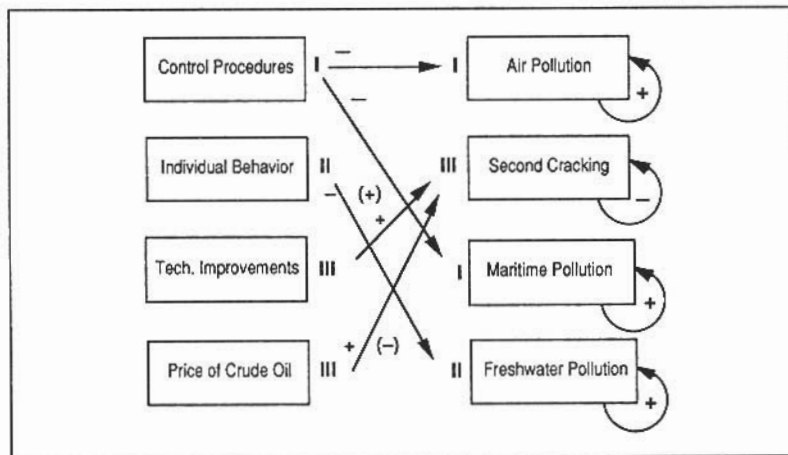 Control Procedures I − I Air Pollution
−
+
Individual Behavior II III Second Cracking
− (+) −
+
Tech. Improvements III I Maritime Pollution
+
+ (−)
Price of Crude Oil III II Freshwater Pollution
+